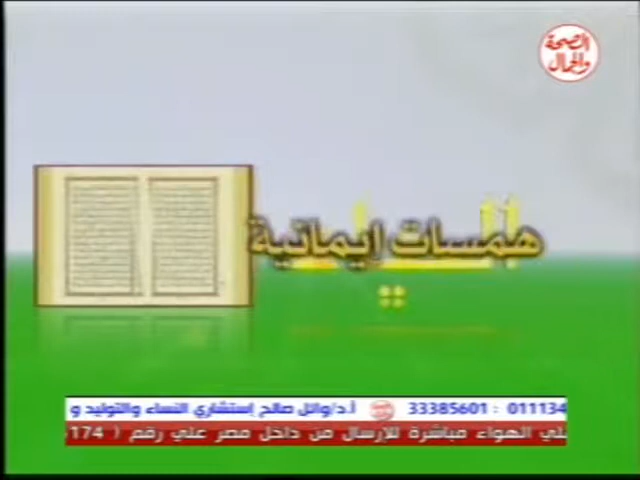 الصحة
والجمال
همسات إيمانية
33385601 : 011134 أ.د/وائل صالح إستشاري النساء والتوليد و
الهواء مباشرة للإرسال من داخل مصر علي رقم ( 174